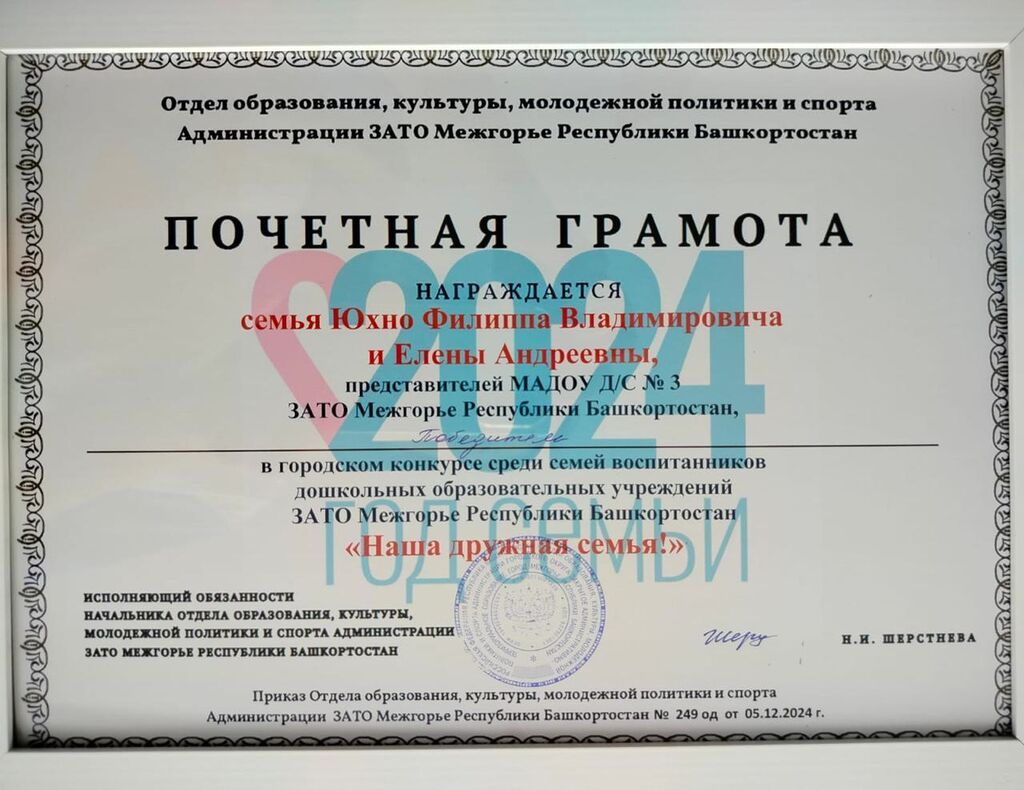 Отдел образования, культуры, молодежной политики и спорта
Администрации ЗАТО Межгорье Республики Башкортостан
ПОЧЕТНАЯ ГРАМОТА
2024
НАГРАЖДАЕТСЯ
семья Юхно Филиппа Владимировича
и Елены Андреевны,
представителей МАДОУ Д/С № 3
ЗАТО Межгорье Республики Башкортостан,
Победитель
в городском конкурсе среди семей воспитанников
дошкольных образовательных учреждений
ЗАТО Межгорье Республики Башкортостан
ГОД СЕМЬИ
«Наша дружная семья!»
ИСПОЛНЯЮЩИЙ ОБЯЗАННОСТИ
НАЧАЛЬНИКА ОТДЕЛА ОБРАЗОВАНИЯ, КУЛЬТУРЫ,
МОЛОДЕЖНОЙ ПОЛИТИКИ И СПОРТА АДМИНИСТРАЦИИ
ЗАТО МЕЖГОРЬЕ РЕСПУБЛИКИ БАШКОРТОСТАН
Н.И. ШЕРСТНЕВА
Приказ Отдела образования, культуры, молодежной политики и спорта
Администрации ЗАТО Межгорье Республики Башкортостан № 249 од от 05.12.2024 г.